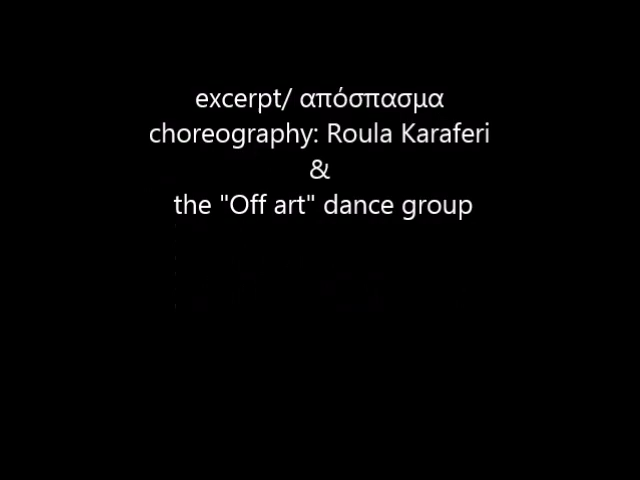 excerpt/ απόσπασμα
choreography: Roula Karaferi
&
the "Off art" dance group